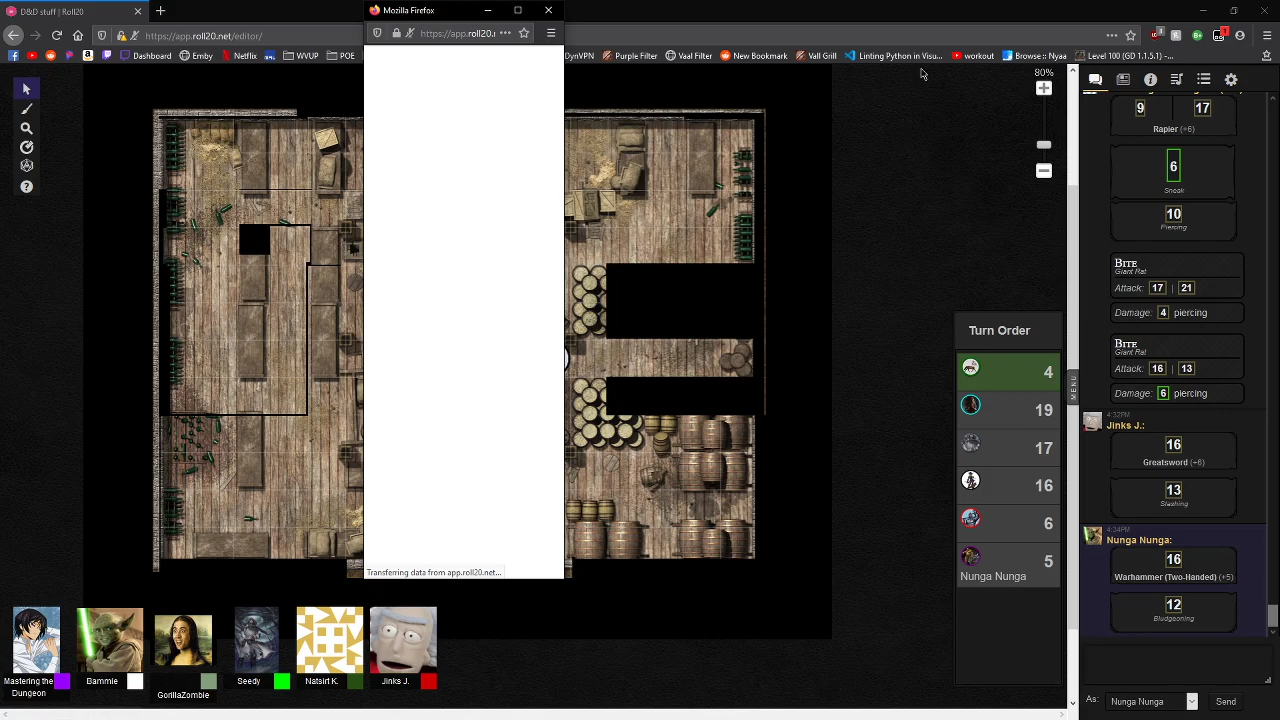 D&D stuff | Roll20
Mozilla Firefox
https://app.roll20.net/editor/
https://app.roll20.r
Dashboard
Emby
Netflix
WVUP
POE
DynVPN
Purple Filter
Vaal Filter
New Bookmark
Vall Grill
Linting Python in Visu...
workout
Browse :: Nyaa
Level 100 (GD 1.1.5.1) -
80%
9
17
Rapier (+6)
6
Sneak
10
Piercing
BITE
Giant Rat
Attack: 17 | 21
Damage: 4 piercing
BITE
Giant Rat
Attack: 16 | 13
Damage: 6 piercing
4:32PM
Jinks J.:
16
Greatsword (+6)
13
Slashing
4:34PM
Nunga Nunga:
16
Warhammer (Two-Handed) (+5)
12
Bludgeoning
Turn Order
4
19
17
16
6
5
Nunga Nunga
MENU
Transferring data from app.roll20.net...
Mastering the
Dungeon
Bammie
GorillaZombie
Seedy
Natsirt K.
Jinks J.
As:
Nunga Nunga
Send